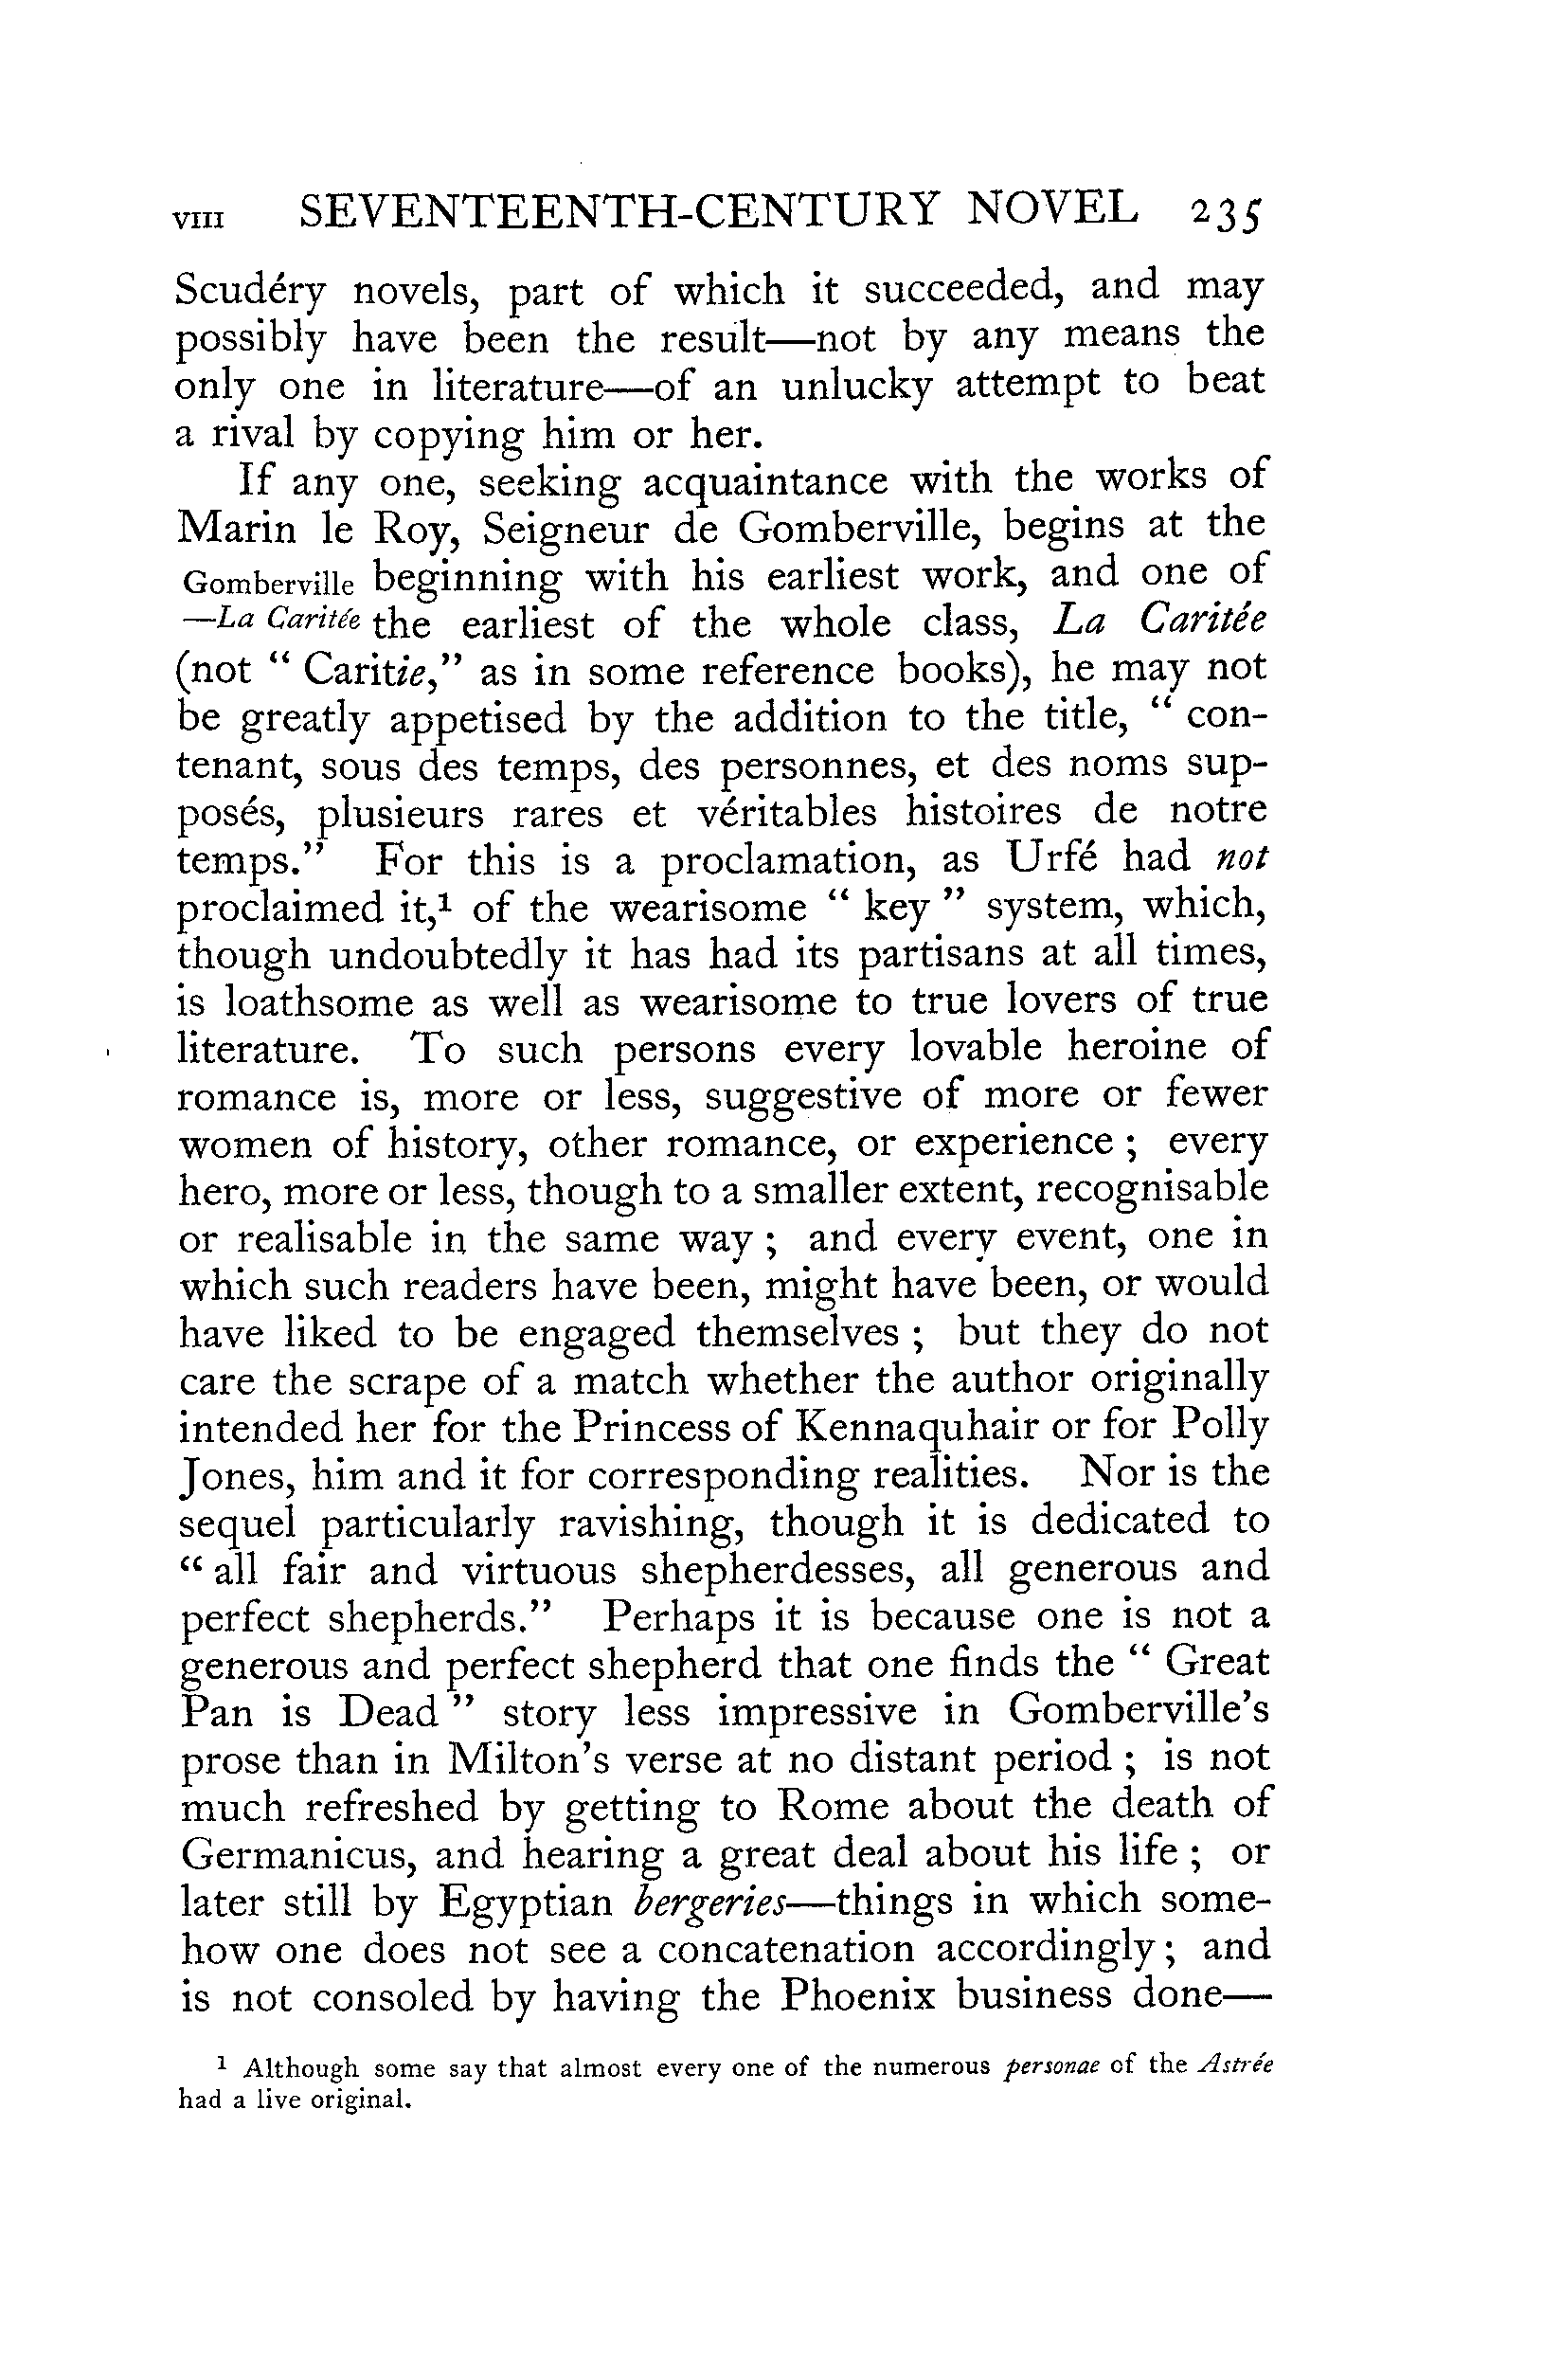 VIII SEVENTEENTH-CENTURY NOVEL 235
Scudéry novels, part of which it succeeded, and may
possibly have been the result—not by any means the
only one in literature—of an unlucky attempt to beat
a rival by copying him or her.
If any one, seeking acquaintance with the works of
Marin le Roy, Seigneur de Gomberville, begins at the
Gomberville beginning with his earliest work, and one of
—La Caritée the earliest of the whole class, La Caritée
(not “ Caritie,” as in some reference books), he may not
be greatly appetised by the addition to the title, “ con-
tenant, sous des temps, des personnes, et des noms sup-
posés, plusieurs rares et véritables histoires de notre
temps.” For this is a proclamation, as Urfé had not
proclaimed it,¹ of the wearisome “ key ” system, which,
though undoubtedly it has had its partisans at all times,
is loathsome as well as wearisome to true lovers of true
literature. To such persons every lovable heroine of
romance is, more or less, suggestive of more or fewer
women of history, other romance, or experience ; every
hero, more or less, though to a smaller extent, recognisable
or realisable in the same way ; and every event, one in
which such readers have been, might have been, or would
have liked to be engaged themselves ; but they do not
care the scrape of a match whether the author originally
intended her for the Princess of Kennaquhair or for Polly
Jones, him and it for corresponding realities. Nor is the
sequel particularly ravishing, though it is dedicated to
“ all fair and virtuous shepherdesses, all generous and
perfect shepherds.” Perhaps it is because one is not a
generous and perfect shepherd that one finds the “ Great
Pan is Dead ” story less impressive in Gomberville’s
prose than in Milton’s verse at no distant period ; is not
much refreshed by getting to Rome about the death of
Germanicus, and hearing a great deal about his life ; or
later still by Egyptian bergeries—things in which some-
how one does not see a concatenation accordingly ; and
is not consoled by having the Phoenix business done—
¹ Although some say that almost every one of the numerous personae of the Astrée
had a live original.